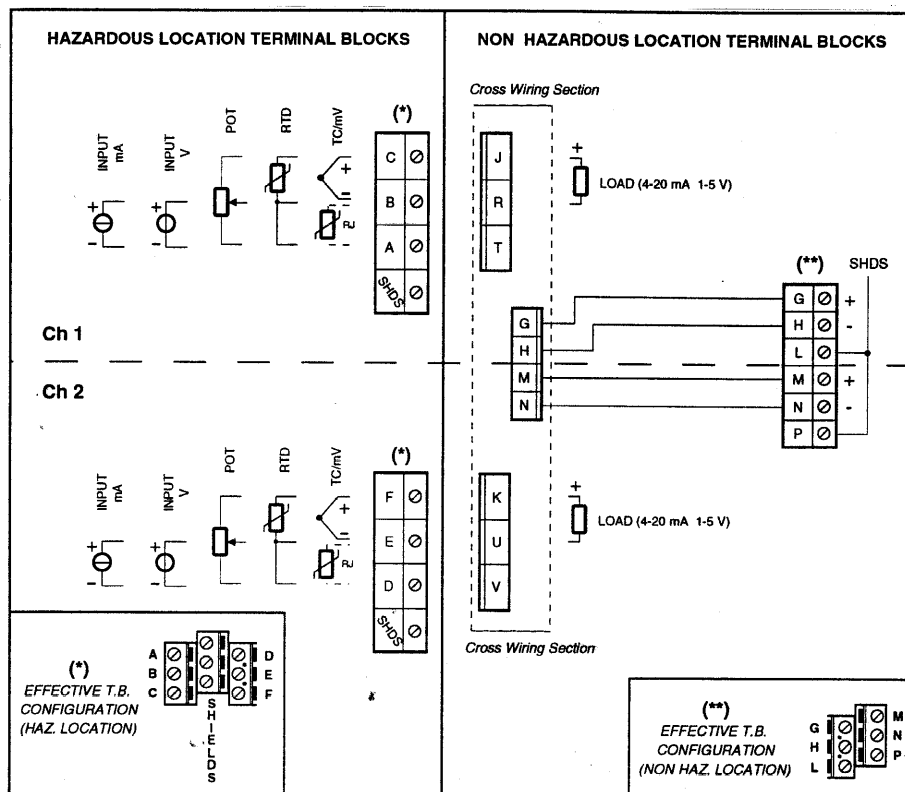 HAZARDOUS LOCATION TERMINAL BLOCKS
INPUT
mA
INPUT
V
POT
RTD
TC/mV
(*)
+
-
+
-
+
-
RJ
C
B
A
SHDS
Ch 1
Ch 2
INPUT
mA
INPUT
V
POT
RTD
TC/mV
(*)
+
-
+
-
+
-
RJ
F
E
D
SHDS
(*)
EFFECTIVE T.B.
CONFIGURATION
(HAZ. LOCATION)
A
B
C
SHIELDS
D
E
F
NON HAZARDOUS LOCATION TERMINAL BLOCKS
Cross Wiring Section
J
R
T
+
LOAD (4-20 mA 1-5 V)
G
H
M
N
(**)
SHDS
G +
H -
L
M +
N -
P
K
U
V
+
LOAD (4-20 mA 1-5 V)
Cross Wiring Section
(**)
EFFECTIVE T.B.
CONFIGURATION
(NON HAZ. LOCATION)
G
H
L
M
N
P